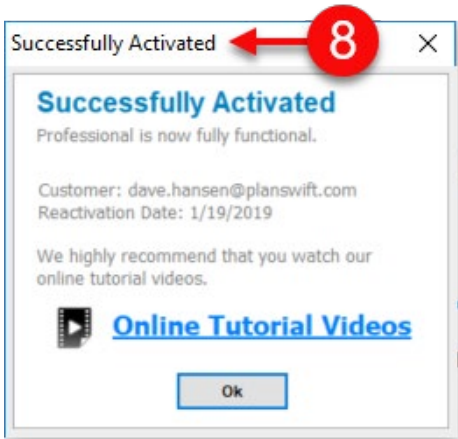 Successfully Activated
8
Successfully Activated
Professional is now fully functional.
Customer: dave.hansen@planswift.com
Reactivation Date: 1/19/2019
We highly recommend that you watch our
online tutorial videos.
Online Tutorial Videos
Ok